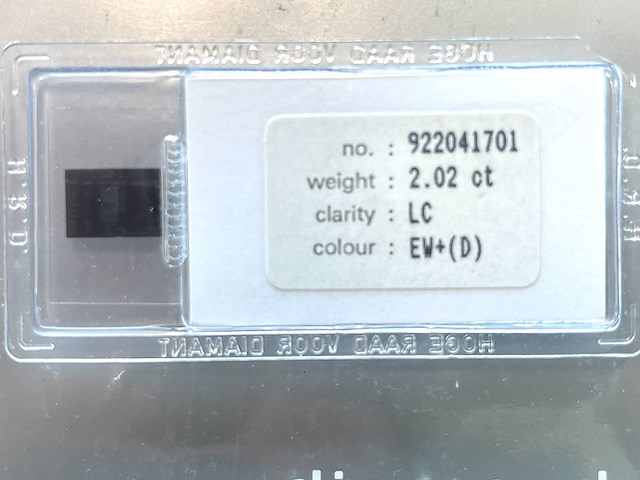 HOGE RAAD VOOR DIAMANT
H.R.D.
no. : 922041701
weight : 2.02 ct
clarity : LC
colour : EW+(D)
H.R.D.
HOGE RAAD VOOR DIAMANT